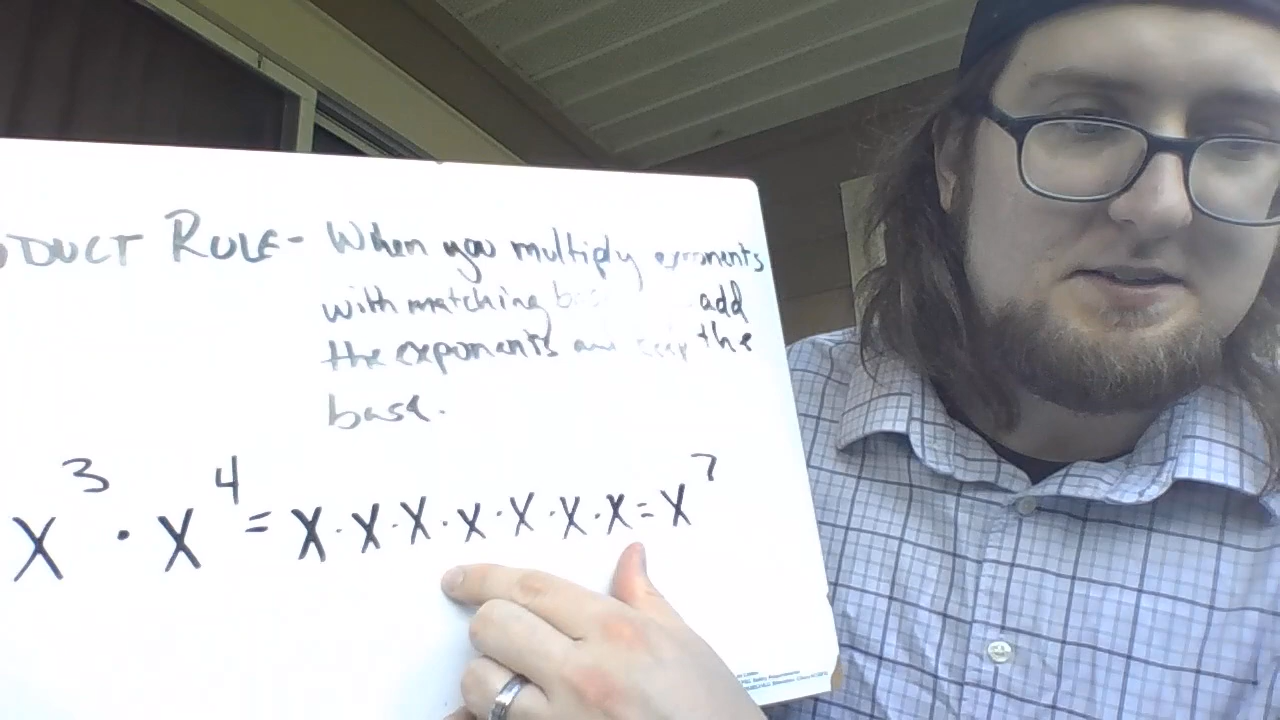 DUCT RULE- When you multiply exponents
with matching add
the exponents the
base.
X³ · X⁴ = X · X · X · X · X · X · X = X⁷